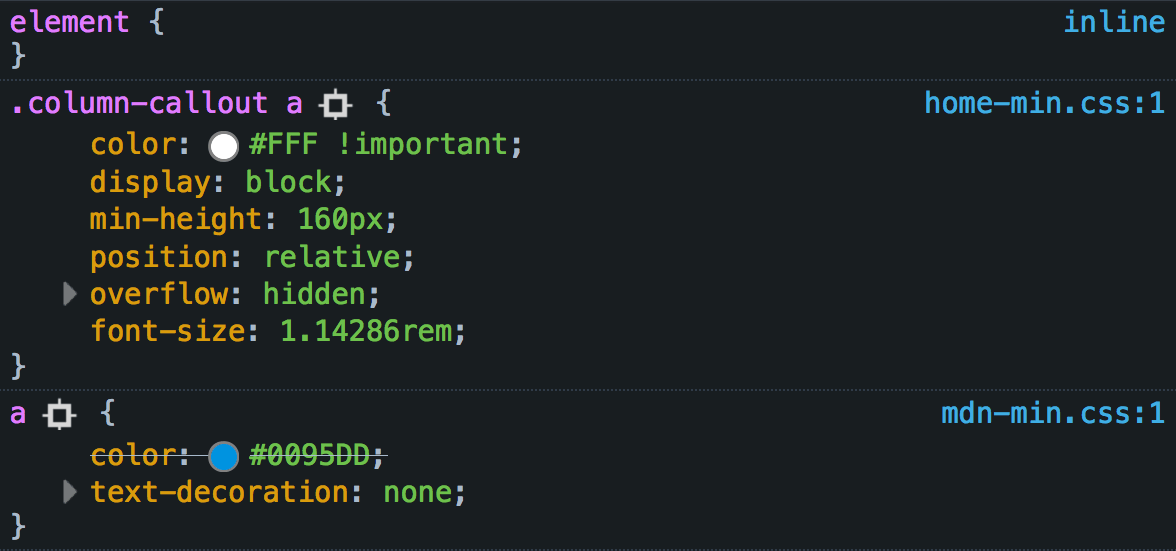 element { inline
}
.column-callout a { home-min.css:1
color: #FFF !important;
display: block;
min-height: 160px;
position: relative;
overflow: hidden;
font-size: 1.14286rem;
}
a { mdn-min.css:1
color: #0095DD;
text-decoration: none;
}